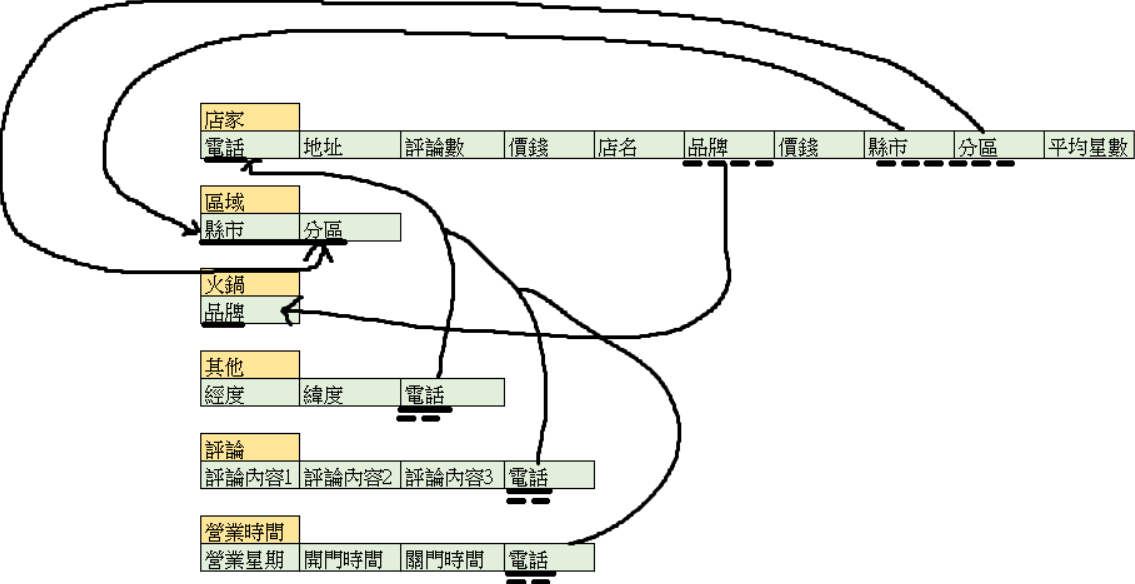 店家
電話 地址 評論數 價錢 店名 品牌 價錢 縣市 分區 平均星數
區域
縣市 分區
火鍋
品牌
其他
經度 緯度 電話
評論
評論內容1 評論內容2 評論內容3 電話
營業時間
營業星期 開門時間 關門時間 電話